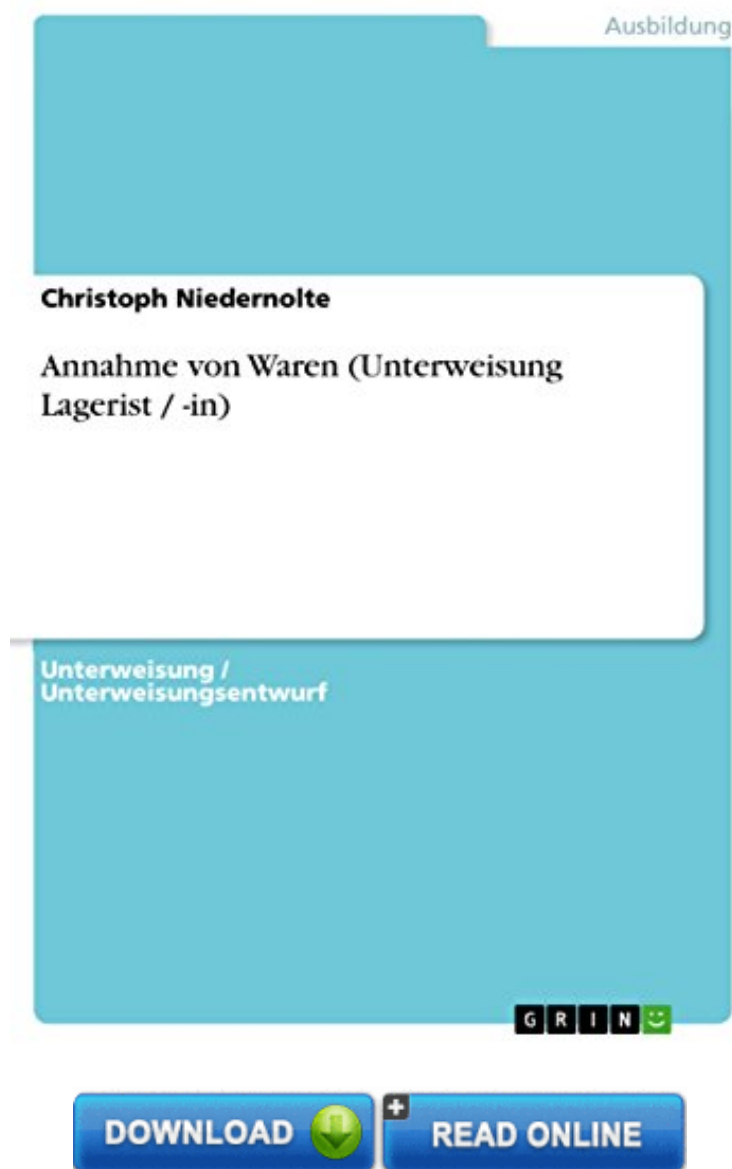 Ausbildung
Christoph Niedernolte
Annahme von Waren (Unterweisung
Lagerist / -in)
Unterweisung /
Unterweisungsentwurf
GRIN
DOWNLOAD
READ ONLINE